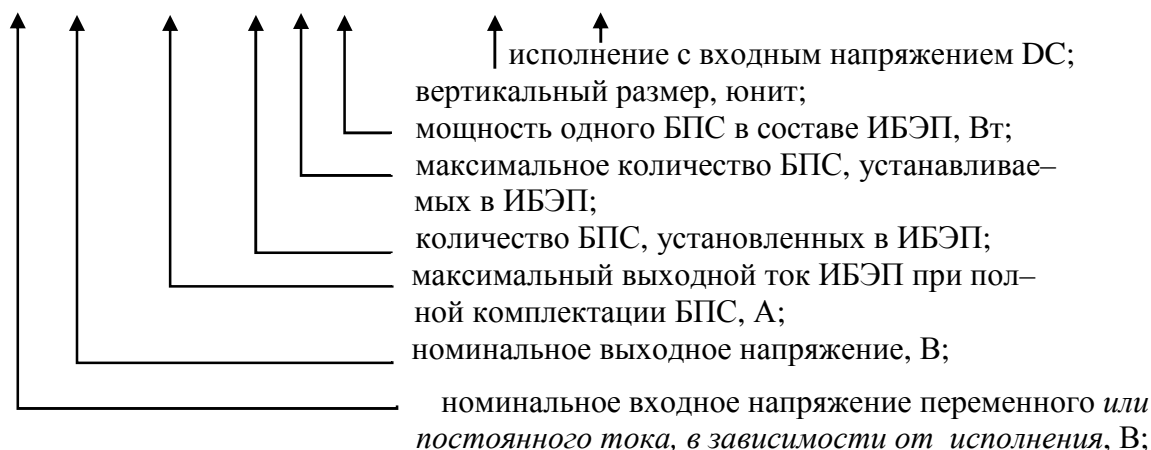 исполнение с входным напряжением DC;
вертикальный размер, юнит;
мощность одного БПС в составе ИБЭП, Вт;
максимальное количество БПС, устанавливае–
мых в ИБЭП;
количество БПС, установленных в ИБЭП;
максимальный выходной ток ИБЭП при пол–
ной комплектации БПС, А;
номинальное выходное напряжение, В;
номинальное входное напряжение переменного или
постоянного тока, в зависимости от исполнения, В;